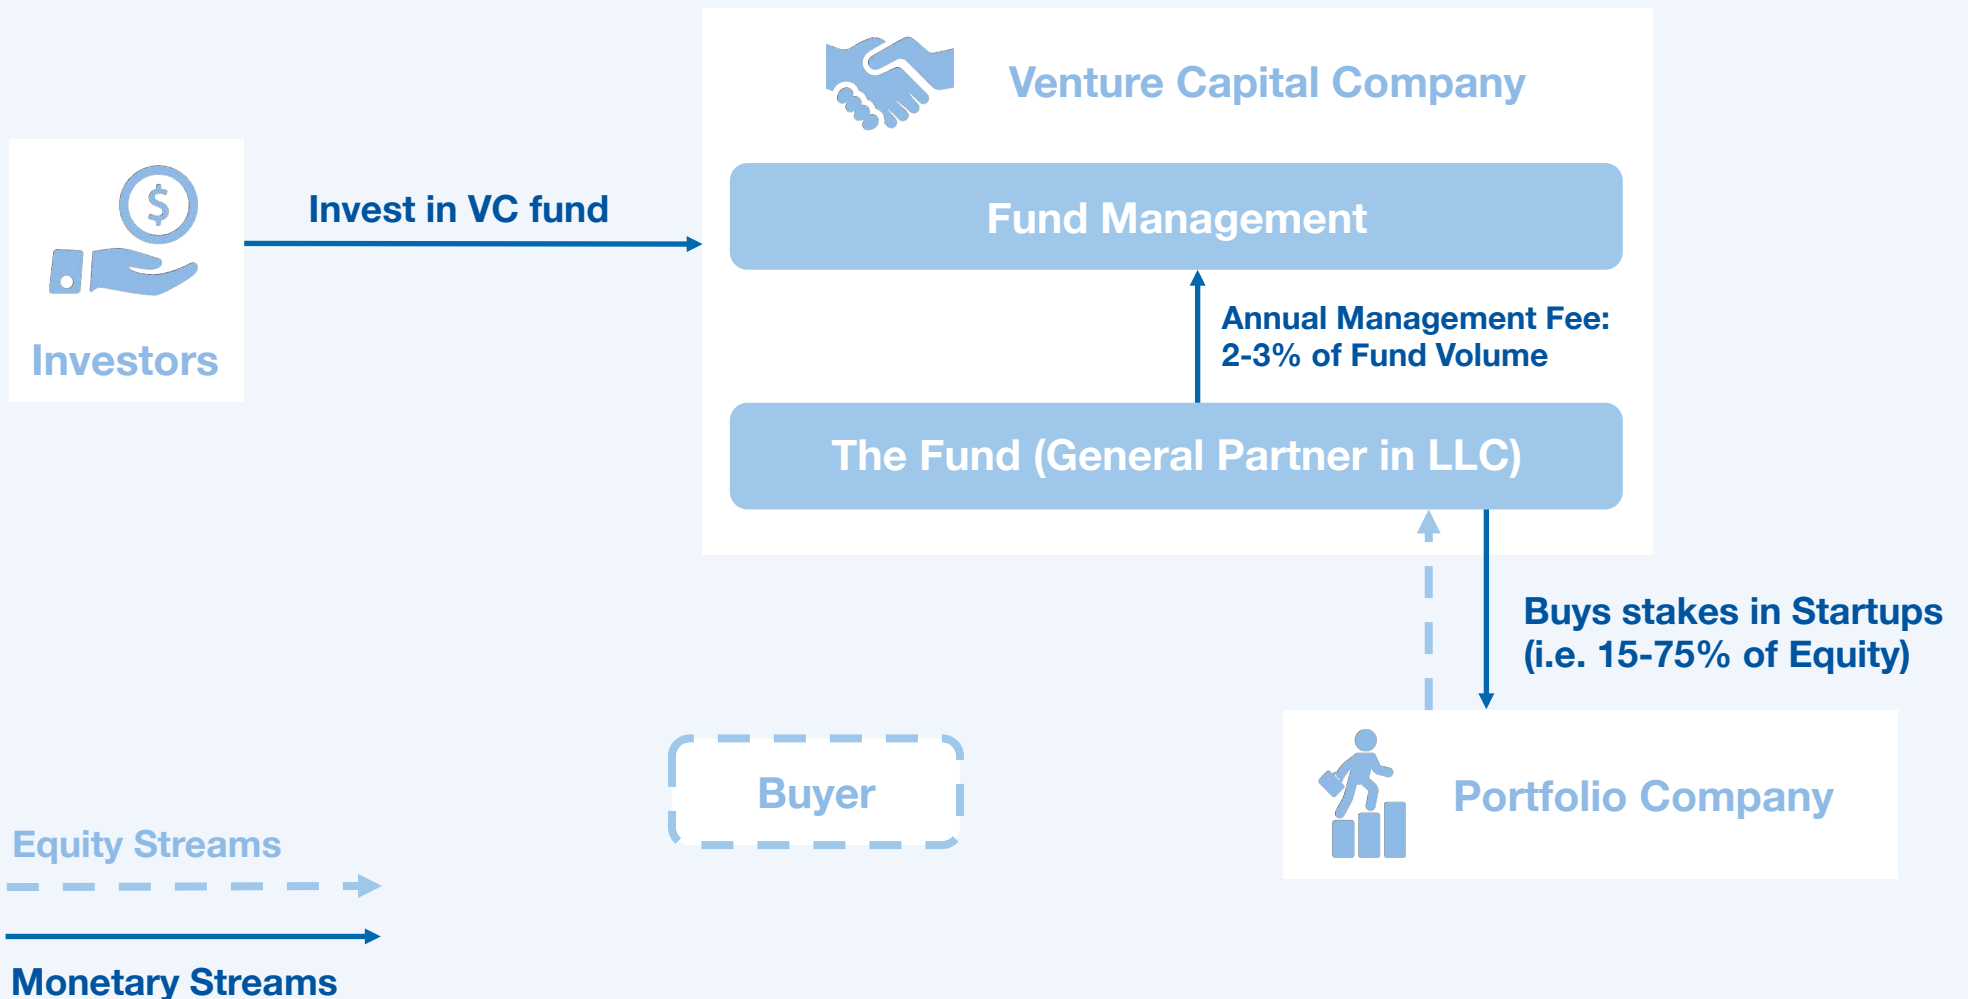 Venture Capital Company
Invest in VC fund
Fund Management
$
Investors
Annual Management Fee:
2-3% of Fund Volume
The Fund (General Partner in LLC)
Buys stakes in Startups
(i.e. 15-75% of Equity)
Buyer
Portfolio Company
Equity Streams
Monetary Streams